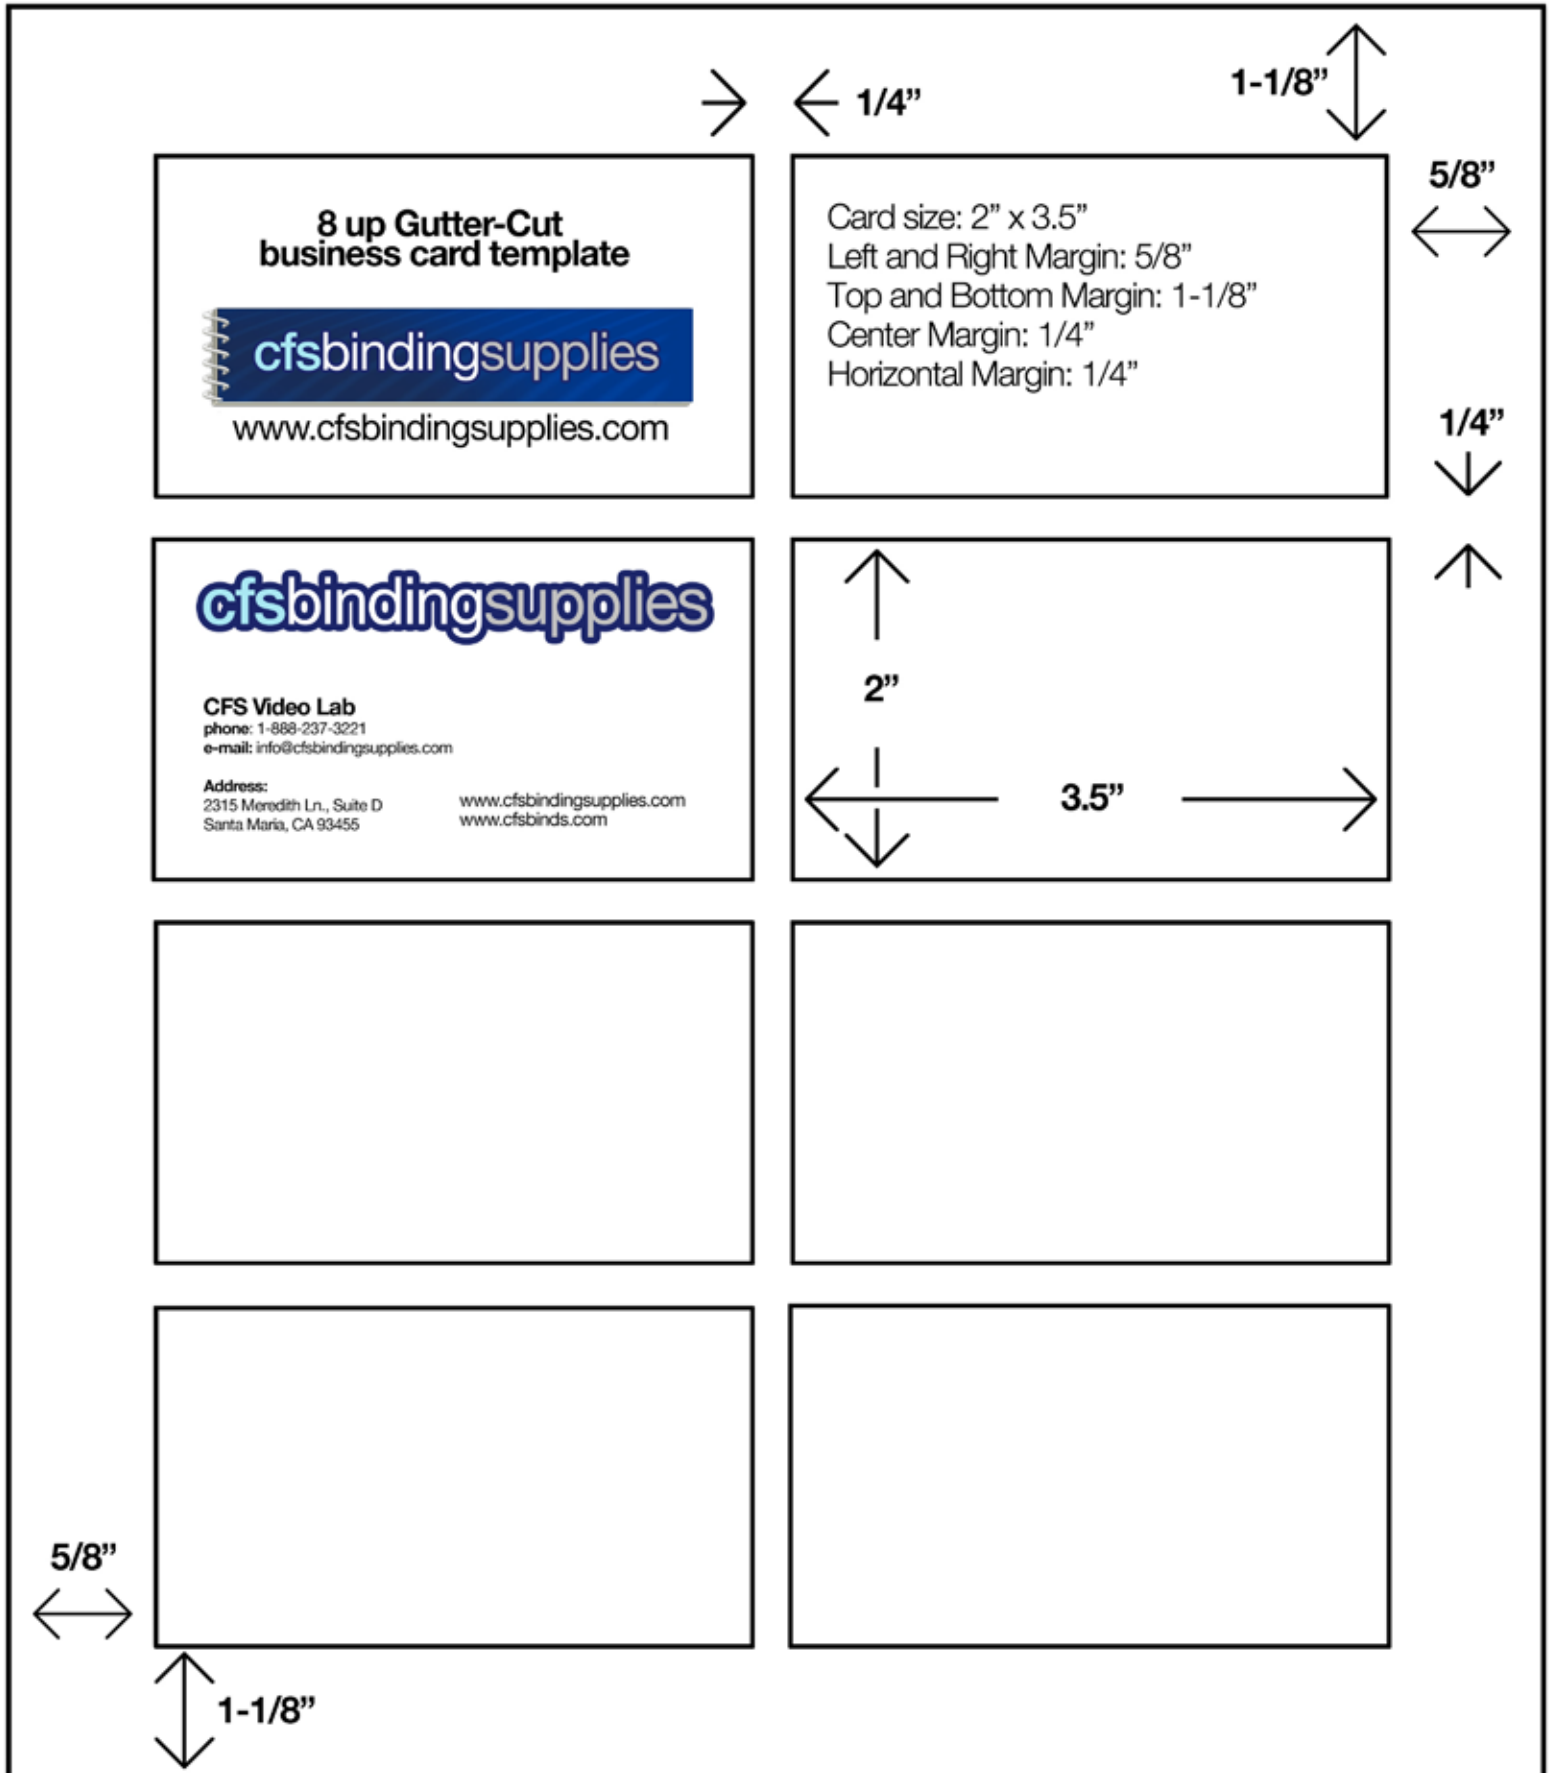 1/4”
1-1/8”
8 up Gutter-Cut
business card template
cfsbindingsupplies
www.cfsbindingsupplies.com
Card size: 2” x 3.5”
Left and Right Margin: 5/8”
Top and Bottom Margin: 1-1/8”
Center Margin: 1/4”
Horizontal Margin: 1/4”
5/8”
1/4”
cfsbindingsupplies
CFS Video Lab
phone: 1-888-237-3221
e-mail: info@cfsbindingsupplies.com
Address:
2315 Meredith Ln., Suite D
Santa Maria, CA 93455
www.cfsbindingsupplies.com
www.cfsbinds.com
2”
3.5”
5/8”
1-1/8”